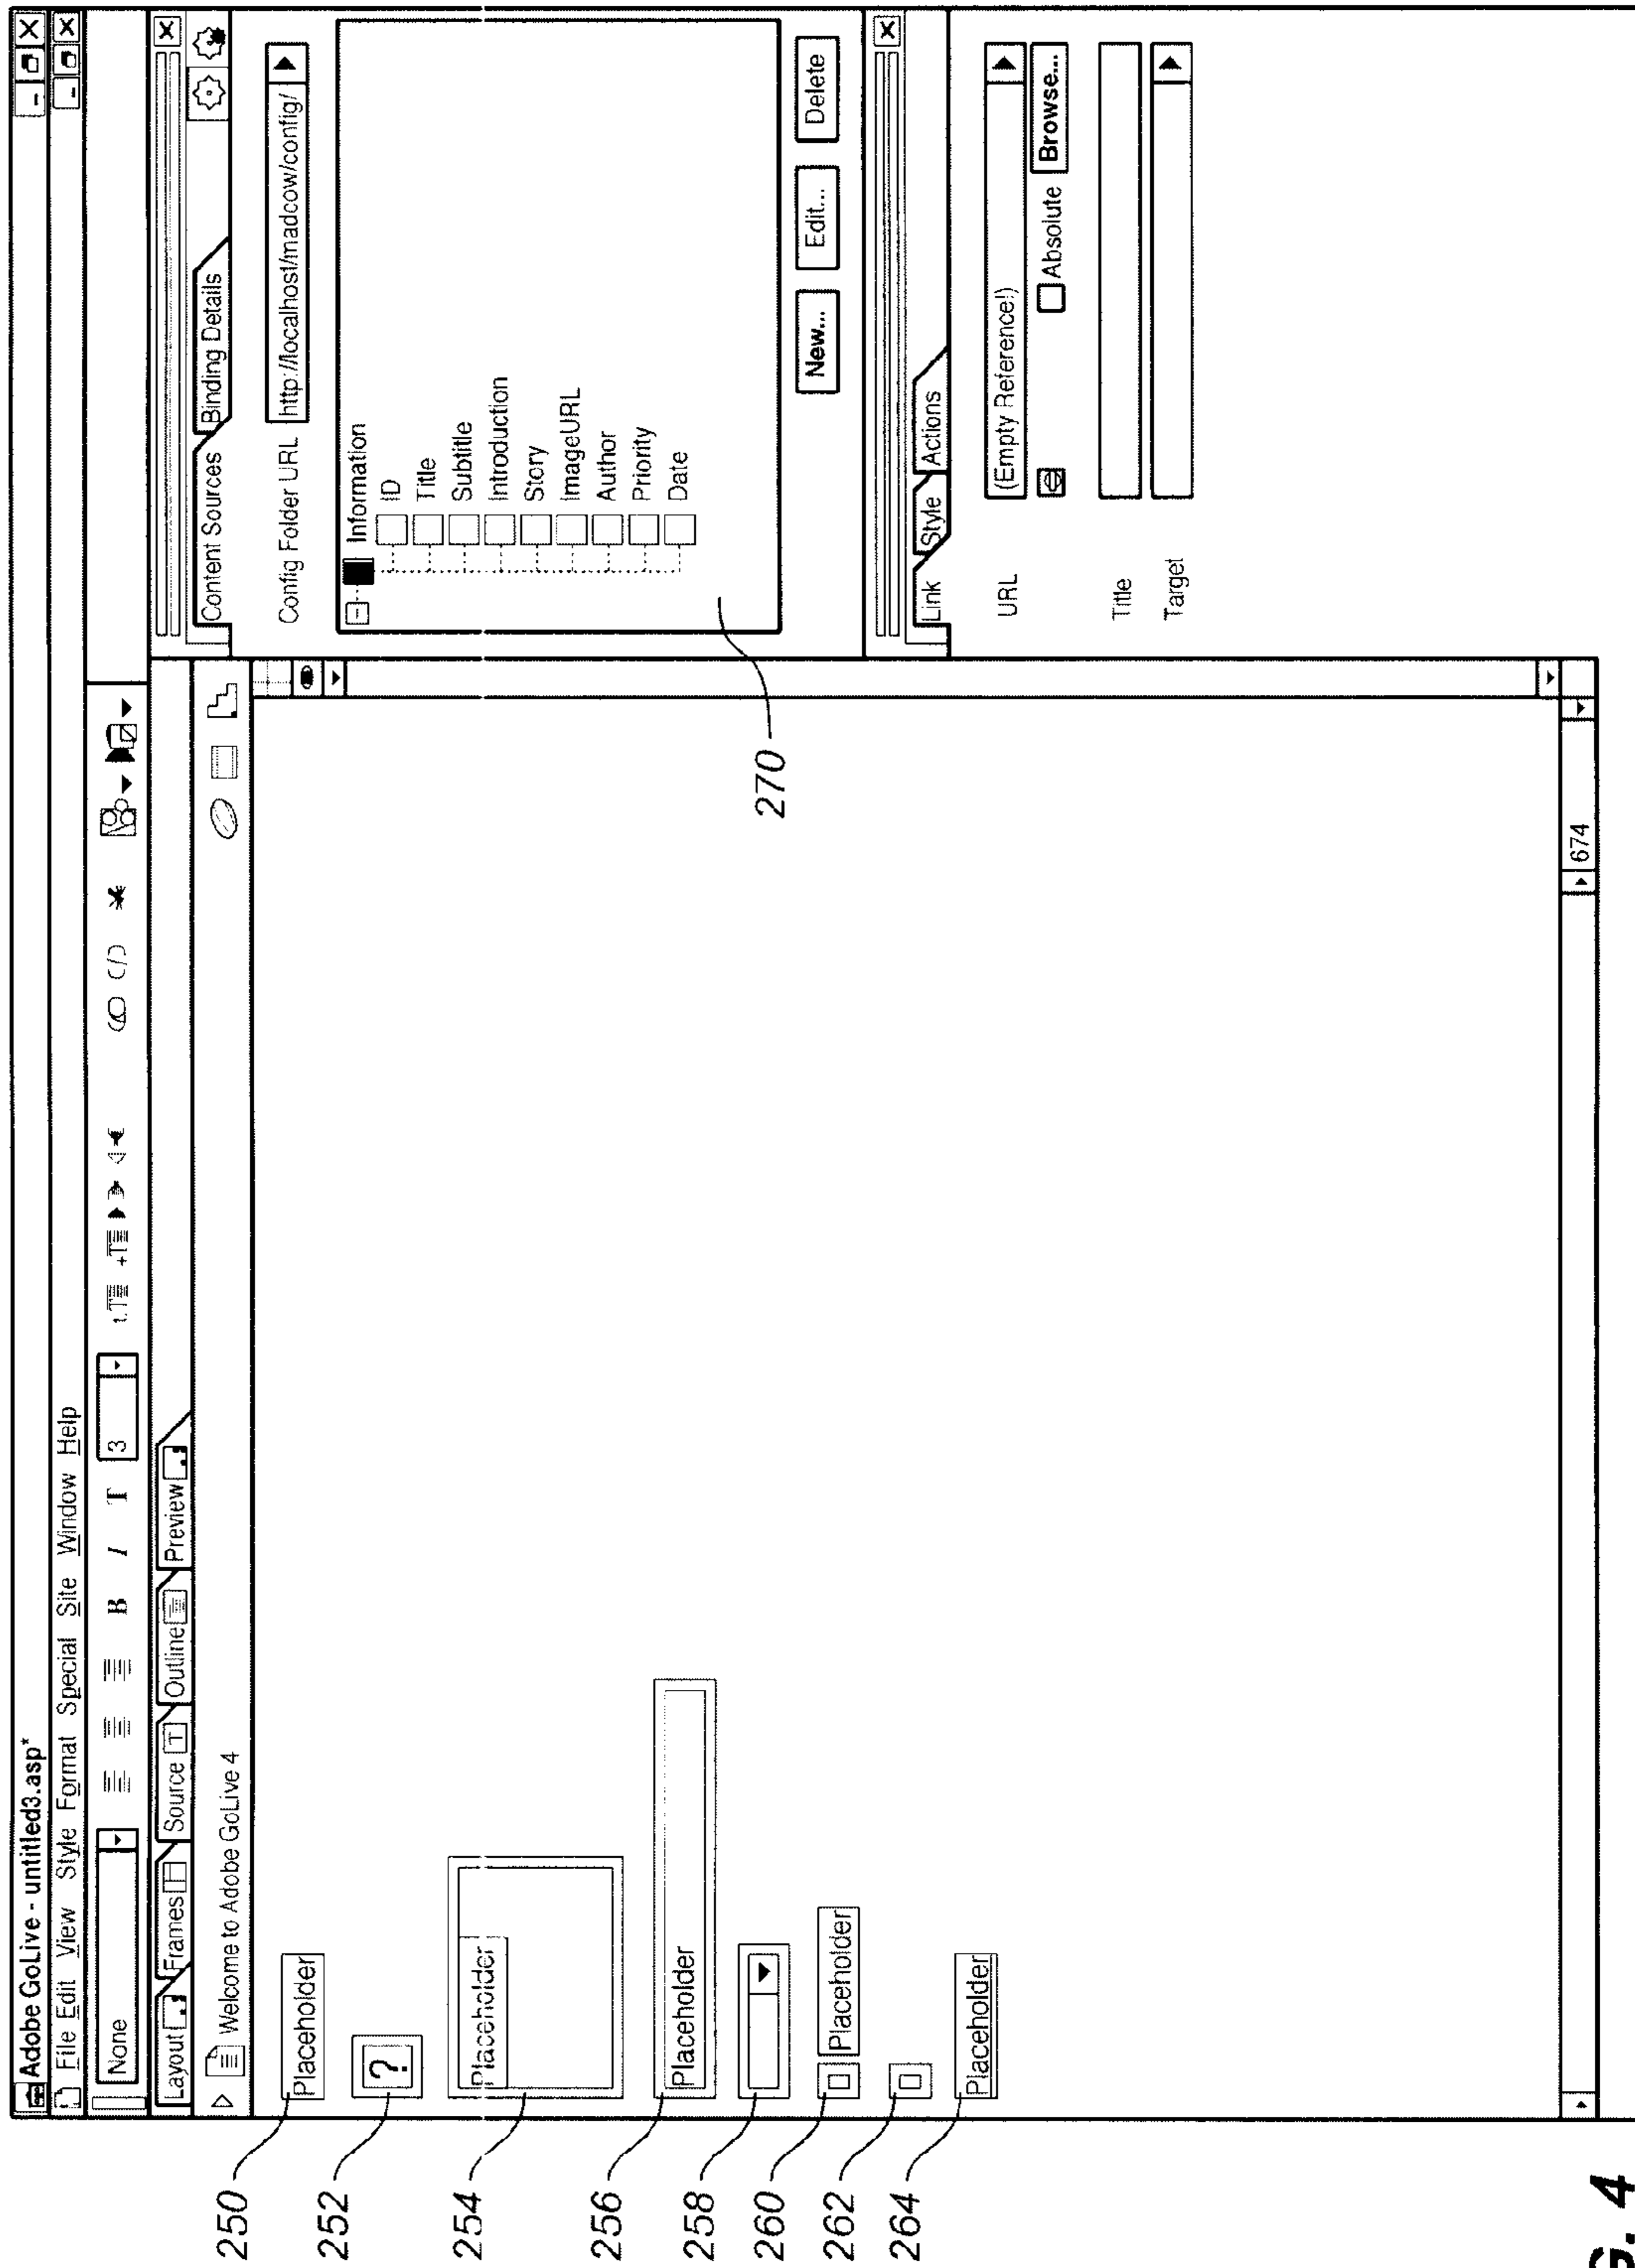 Adobe GoLive - untitled3.asp*
File Edit View Style Format Special Site Window Help
None
B I T 3
Layout Frames Source Outline Preview
Welcome to Adobe GoLive 4
250
Placeholder
252
?
254
Placeholder
256
Placeholder
258
260
Placeholder
262
264
Placeholder
674
Content Sources Binding Details
Config Folder URL http://localhost/madcow/config/
Information
ID
Title
Subtitle
Introduction
Story
ImageURL
Author
Priority
Date
270
New... Edit... Delete
Link Style Actions
URL (Empty Reference!)
Absolute Browse...
Title
Target
G. 4